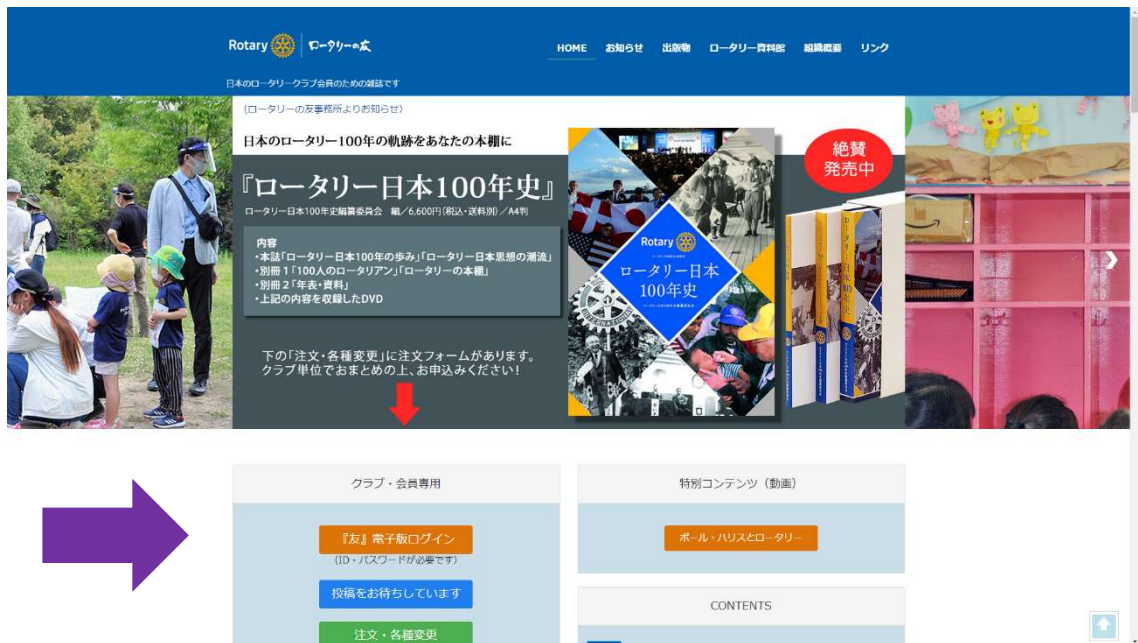 Rotary ロータリーの友
HOME お知らせ 出版物 ロータリー資料館 組織概要 リンク
日本のロータリークラブ会員のための雑誌です
(ロータリーの友事務所よりお知らせ)
日本のロータリー100年の軌跡をあなたの本棚に
『ロータリー日本100年史』
ロータリー日本100年史編纂委員会 編/6,600円(税込・送料別)/A4判
内容
・本誌「ロータリー日本100年の歩み」「ロータリー日本思想の潮流」
・別冊1「100人のロータリアン」「ロータリーの本棚」
・別冊2「年表・資料」
・上記の内容を収録したDVD
下の「注文・各種変更」に注文フォームがあります。
クラブ単位でおまとめの上、お申込みください!
絶賛
発売中
Rotary
ロータリー日本
100年史
ロータリー日本100年史
クラブ・会員専用
『友』電子版ログイン
(ID・パスワードが必要です)
投稿をお待ちしています
注文・各種変更
特別コンテンツ(動画)
ポール・ハリスとロータリー
CONTENTS